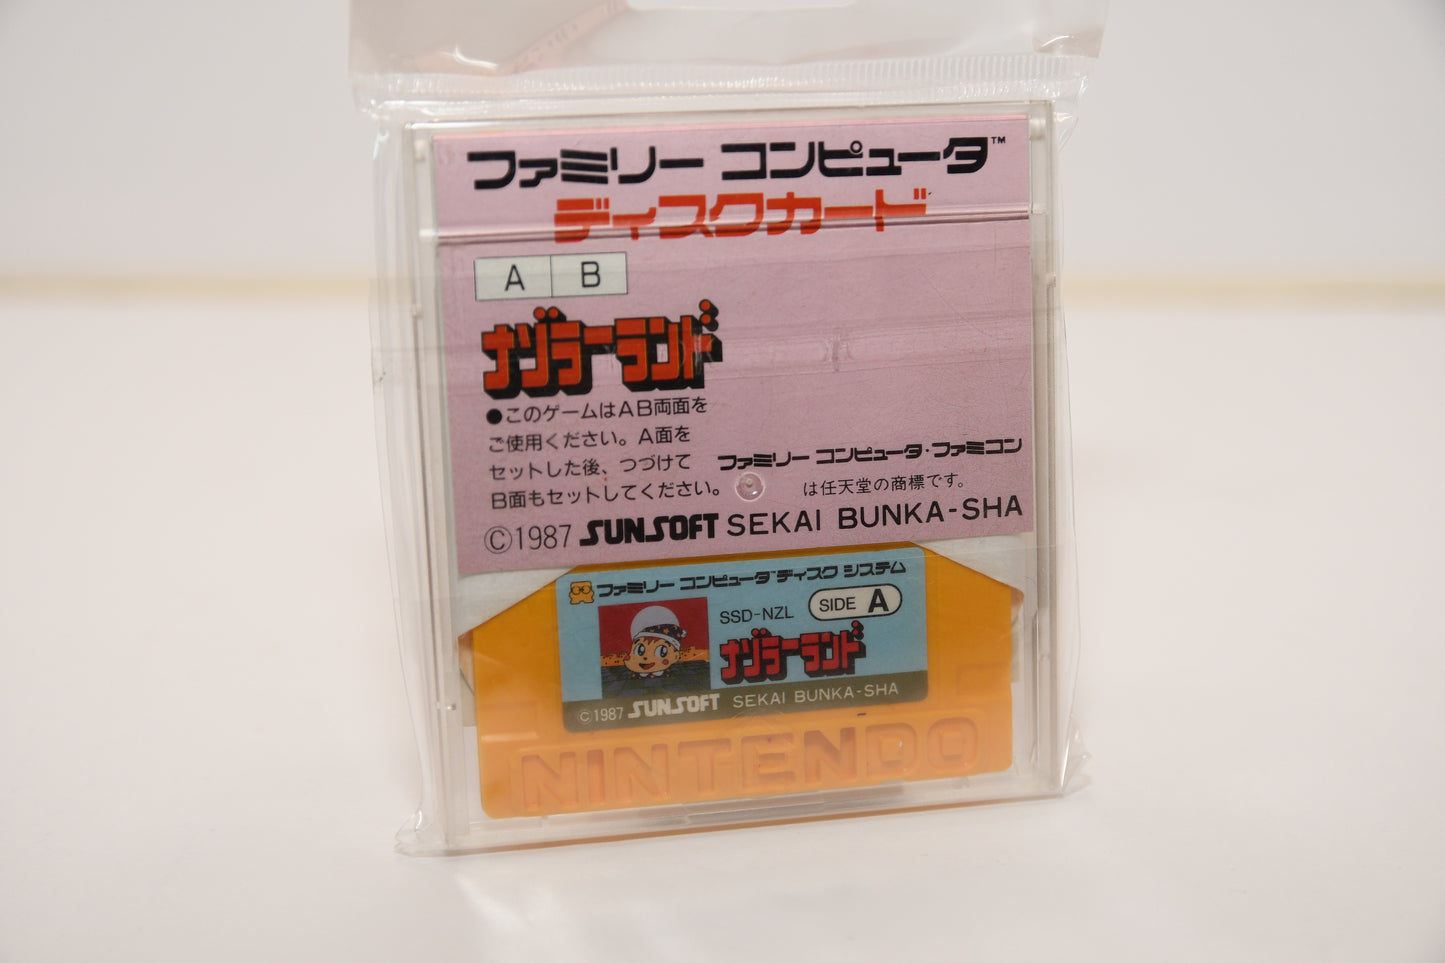 ファミリー コンピュータ™
ディスクカード
A B
ナゾラーランド
●このゲームはAB両面を
ご使用ください。A面を
セットした後、つづけて
B面もセットしてください。
ファミリー コンピュータ・ファミコン
は任天堂の商標です。
©1987 SUNSOFT SEKAI BUNKA-SHA
ファミリー コンピュータ™ ディスク システム
SSD-NZL SIDE A
ナゾラーランド
©1987 SUNSOFT SEKAI BUNKA-SHA
NINTENDO